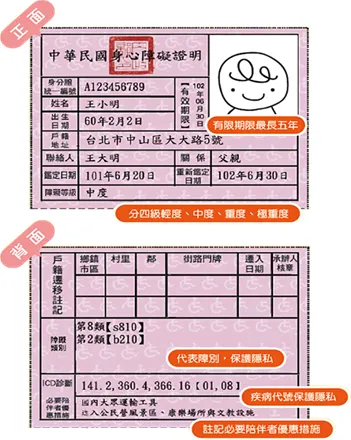 正面
中華民國身心障礙證明
身分證
統一編號
A123456789
【有效期限】
102年06月30日
姓名
王小明
出生
日期
60年2月2日
有限期限最長五年
戶籍
地址
台北市中山區大大路5號
聯絡人
王大明
關係
父親
鑑定日期
101年6月20日
重新鑑定
日期
102年6月30日
障礙等級
中度
分四級輕度、中度、重度、極重度
背面
戶籍遷移註記
鄉鎮
市區
村里
鄰
街路門牌
遷入
日期
承辦人
核章
障礙
類別
第8類【s810】
第2類【b210】
代表障別，保護隱私
ICD診斷
141.2,360.4,366.16【01,08】
疾病代號保護隱私
必要陪
伴者優
惠措施
國內大眾運輸工具
進入公民營風景區、康樂場所與文教設施
註記必要陪伴者優惠措施